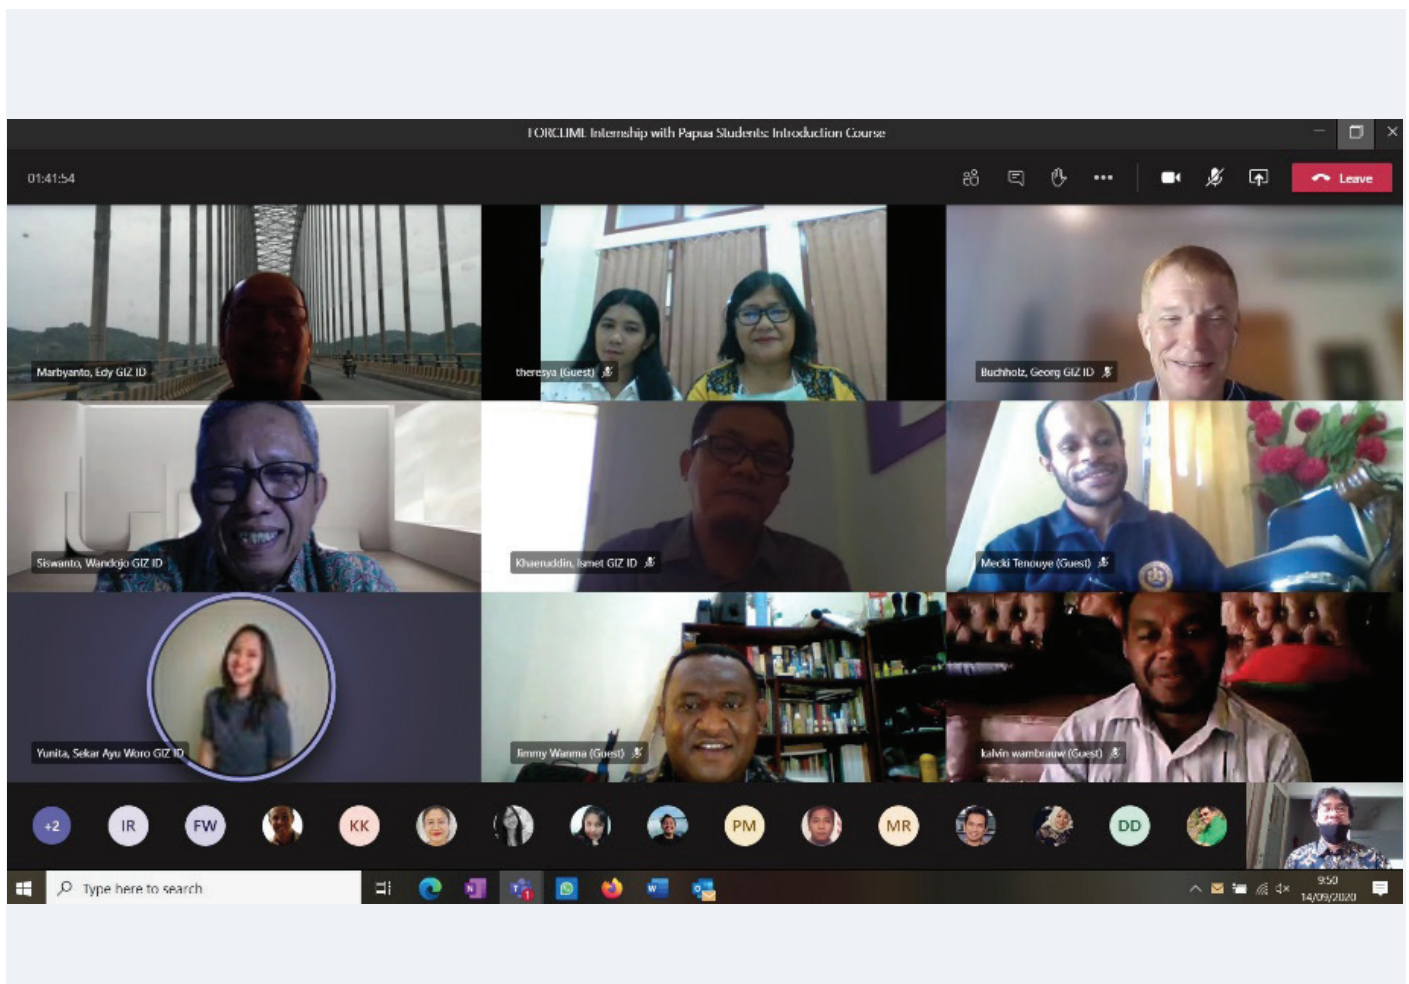 FORCLIME Internship with Papua Students: Introduction Course
01:41:54
Leave
Marbyanto, Edy GIZ ID
theresya (Guest)
Buchholz, Georg GIZ ID
Siswanto, Wandojo GIZ ID
Khaeruddin, Ismet GIZ ID
Mecki Tenouye (Guest)
Yunita, Sekar Ayu Woro GIZ ID
Jimmy Wanma (Guest)
kalvin wambrauw (Guest)
+2
IR
FW
KK
PM
MR
DD
Type here to search
N
T
1
W
9:50
14/09/2020